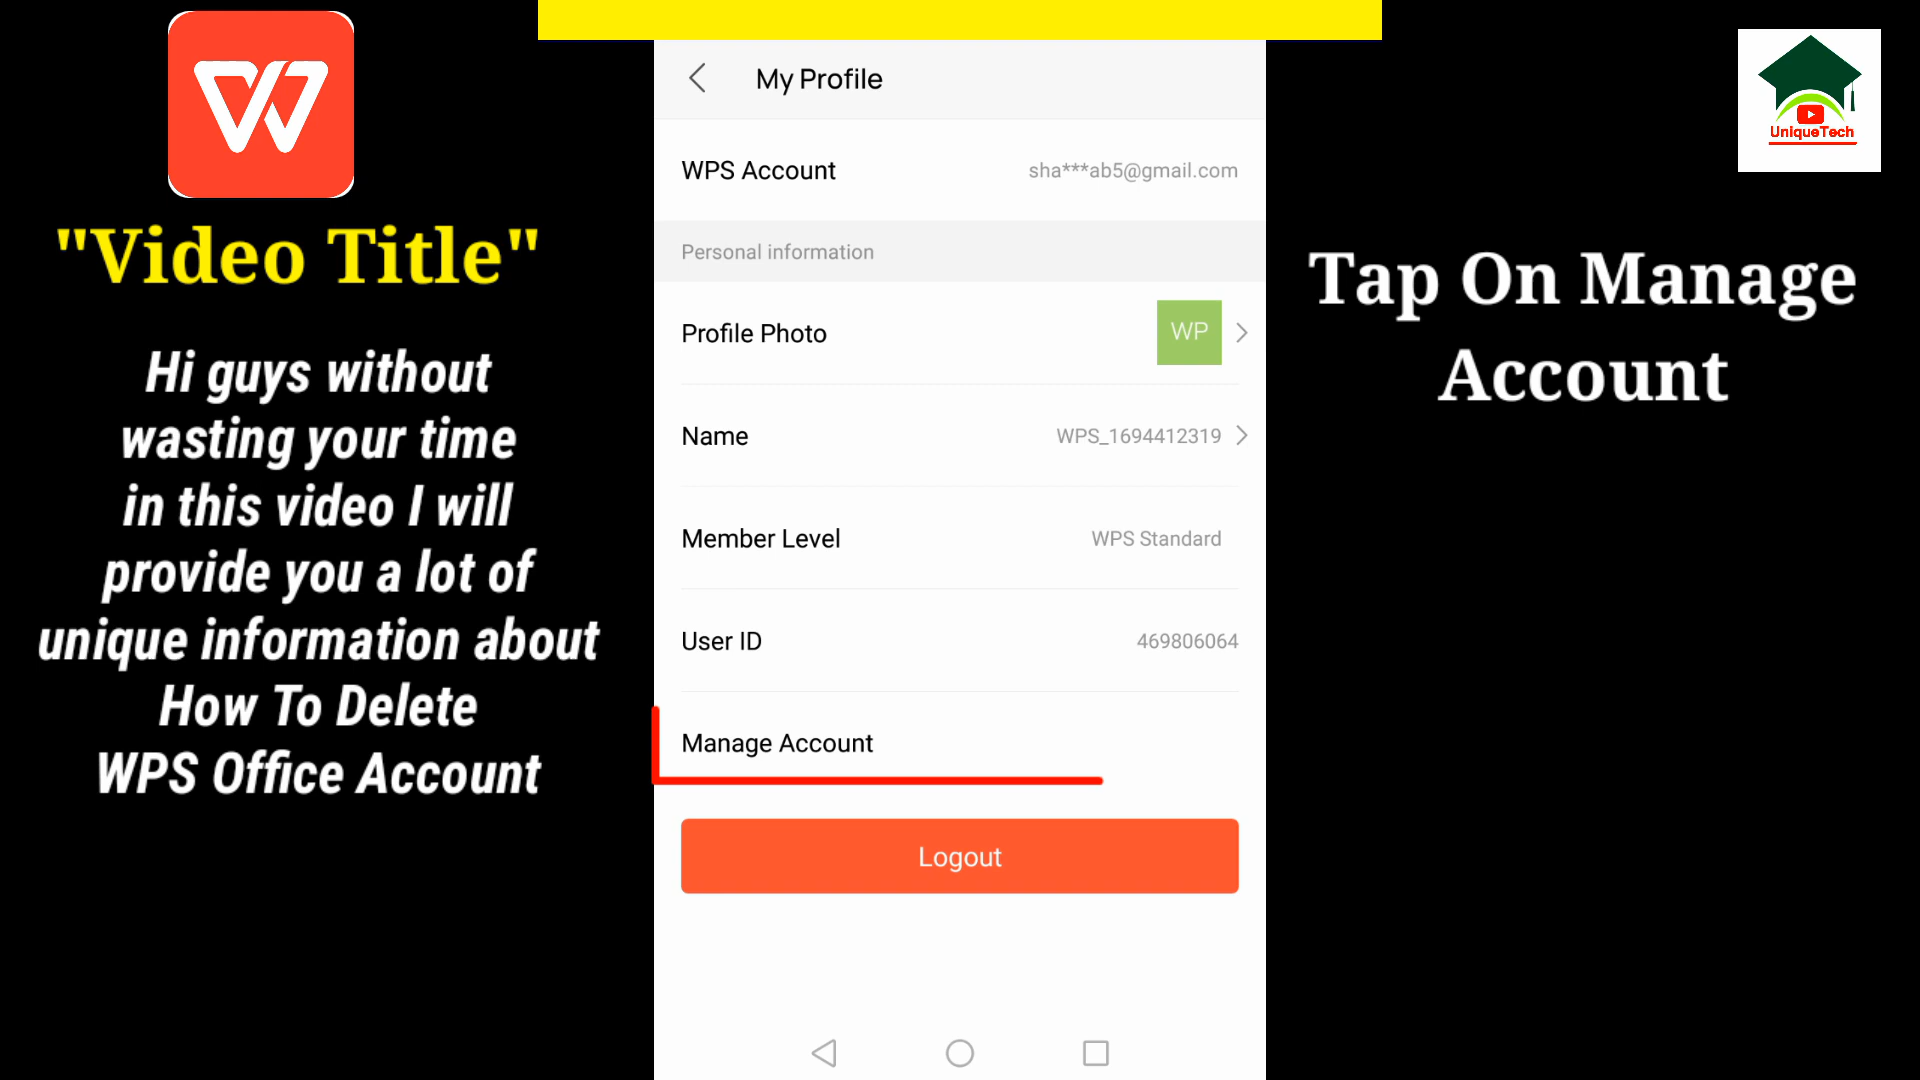 "Video Title"
Hi guys without
wasting your time
in this video I will
provide you a lot of
unique information about
How To Delete
WPS Office Account
My Profile
WPS Account sha***ab5@gmail.com
Personal information
Profile Photo WP
Name WPS_1694412319
Member Level WPS Standard
User ID 469806064
Manage Account
Logout
UniqueTech
Tap On Manage
Account